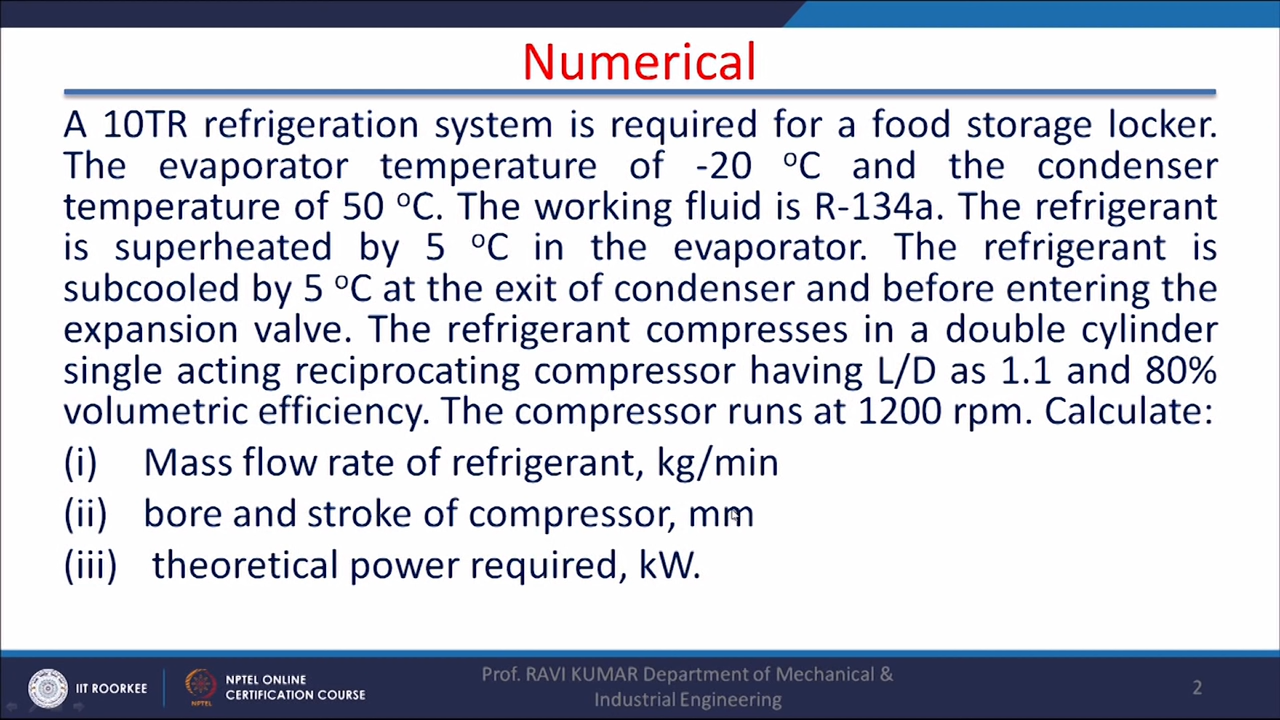 Numerical
A 10TR refrigeration system is required for a food storage locker.
The evaporator temperature of -20 ºC and the condenser
temperature of 50 ºC. The working fluid is R-134a. The refrigerant
is superheated by 5 ºC in the evaporator. The refrigerant is
subcooled by 5 ºC at the exit of condenser and before entering the
expansion valve. The refrigerant compresses in a double cylinder
single acting reciprocating compressor having L/D as 1.1 and 80%
volumetric efficiency. The compressor runs at 1200 rpm. Calculate:
(i) Mass flow rate of refrigerant, kg/min
(ii) bore and stroke of compressor, mm
(iii) theoretical power required, kW.
IIT ROORKEE
NPTEL ONLINE
CERTIFICATION COURSE
Prof. RAVI KUMAR Department of Mechanical &
Industrial Engineering
2